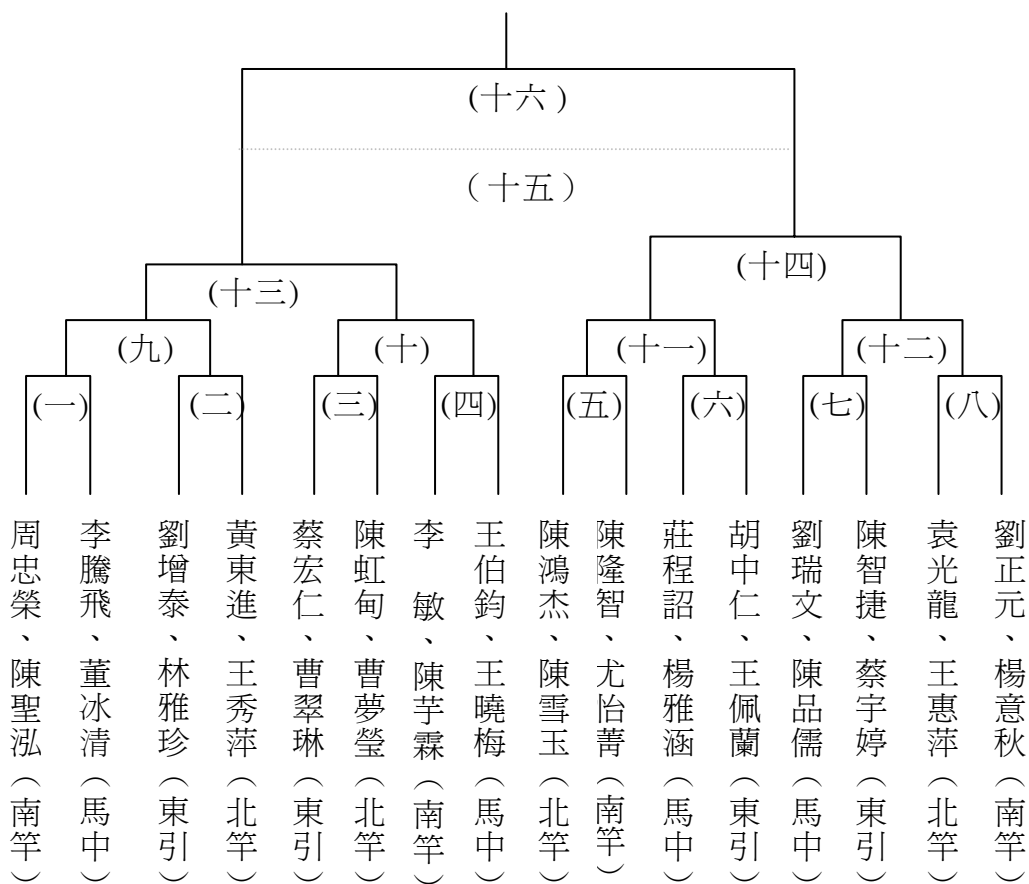 (十六)
(十五)
(十四)
(十三)
(九)
(十)
(十一)
(十二)
(一)
(二)
(三)
(四)
(五)
(六)
(七)
(八)
周忠榮、陳聖泓(南竿)
李騰飛、董冰清(馬中)
劉增泰、林雅珍(東引)
黃東進、王秀萍(北竿)
蔡宏仁、曹翠琳(東引)
陳虹甸、曹夢瑩(北竿)
李 敏、陳芋霖(南竿)
王伯鈞、王曉梅(馬中)
陳鴻杰、陳雪玉(北竿)
陳隆智、尤怡菁(南竿)
莊程詔、楊雅涵(馬中)
胡中仁、王佩蘭(東引)
劉瑞文、陳品儒(馬中)
陳智捷、蔡宇婷(東引)
袁光龍、王惠萍(北竿)
劉正元、楊意秋(南竿)